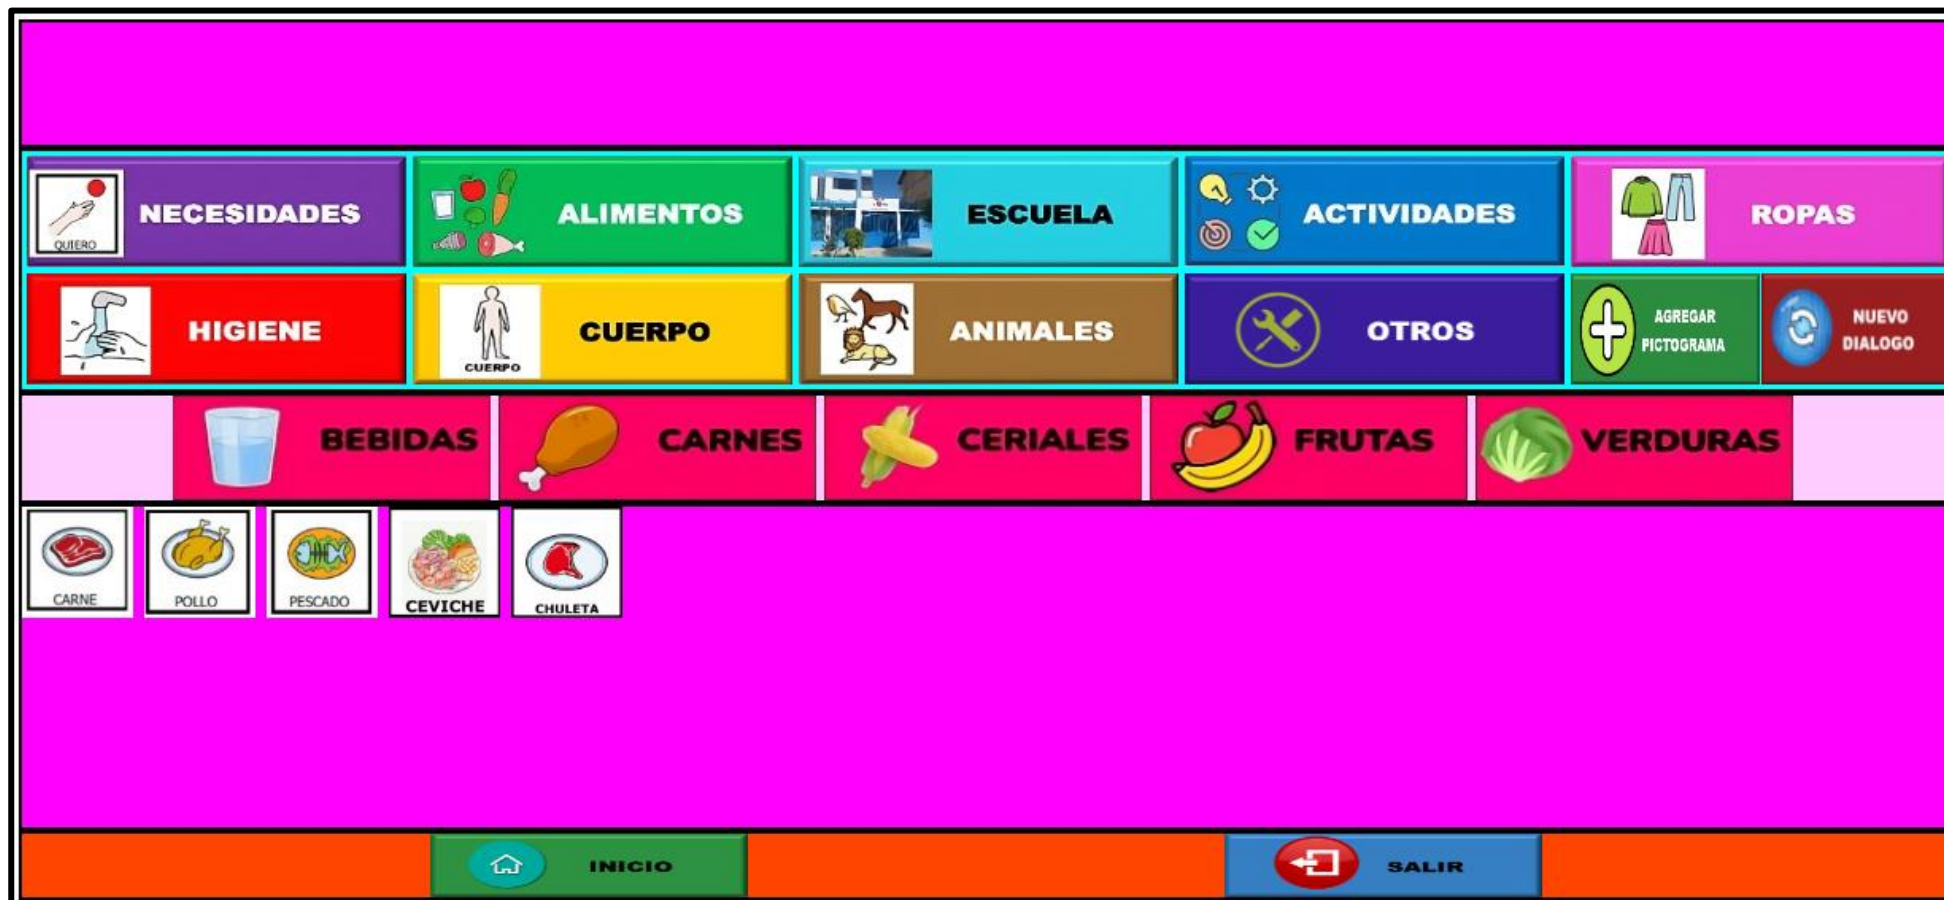 QUIERO
NECESIDADES
ALIMENTOS
ESCUELA
ACTIVIDADES
ROPAS
HIGIENE
CUERPO
CUERPO
ANIMALES
OTROS
AGREGAR
PICTOGRAMA
NUEVO
DIALOGO
BEBIDAS
CARNES
CERIALES
FRUTAS
VERDURAS
CARNE
POLLO
PESCADO
CEVICHE
CHULETA
INICIO
SALIR